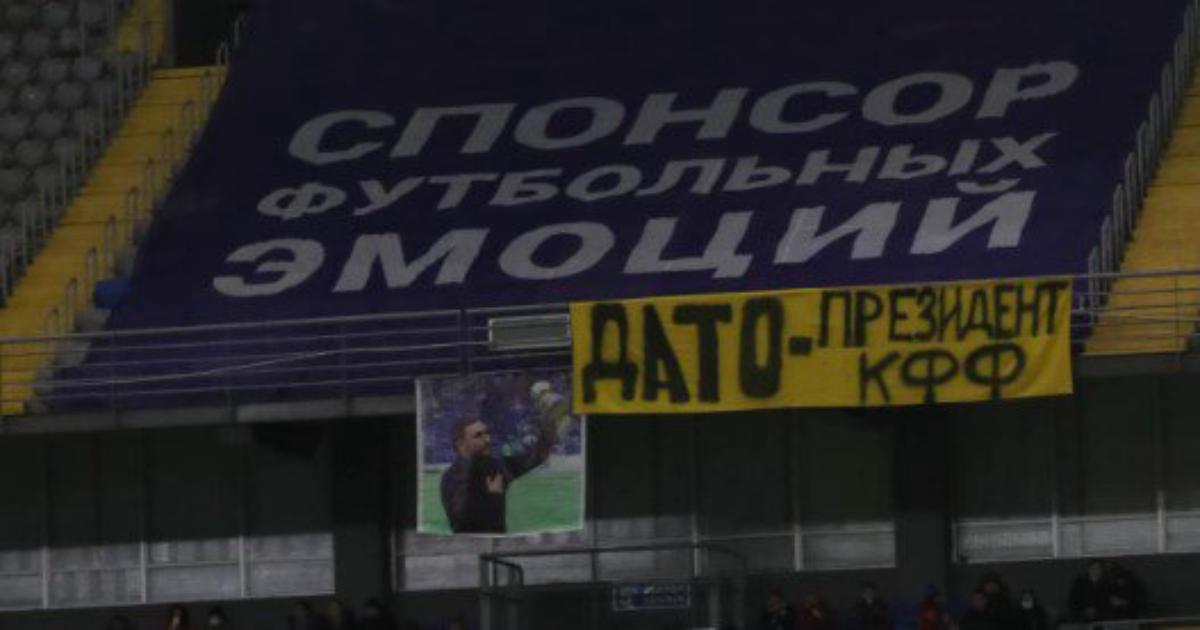 СПОНСОР
ФУТБОЛЬНЫХ
ЭМОЦИЙ
ДАТО-ПРЕЗИДЕНТ
КФФ